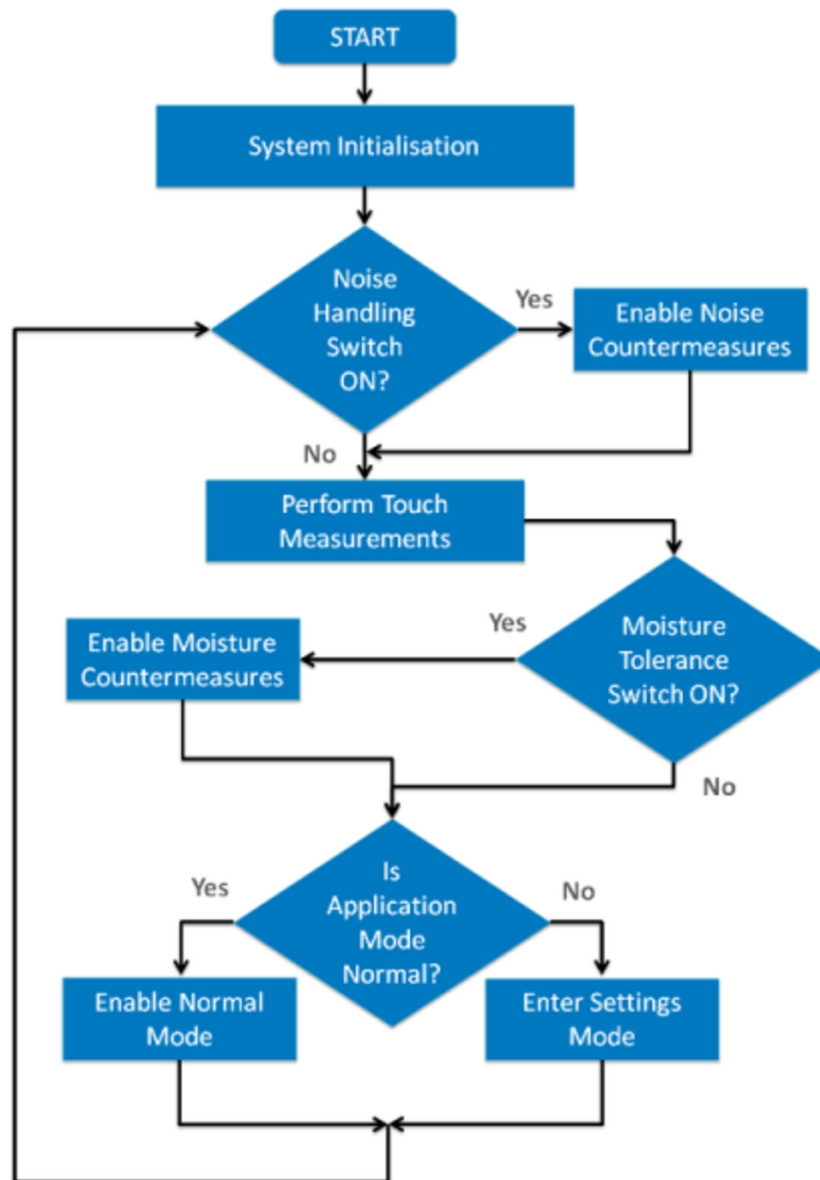 START
System Initialisation
Noise
Handling
Switch
ON?
Yes
Enable Noise
Countermeasures
No
Perform Touch
Measurements
Moisture
Tolerance
Switch ON?
Yes
Enable Moisture
Countermeasures
No
Is
Application
Mode
Normal?
Yes
No
Enable Normal
Mode
Enter Settings
Mode